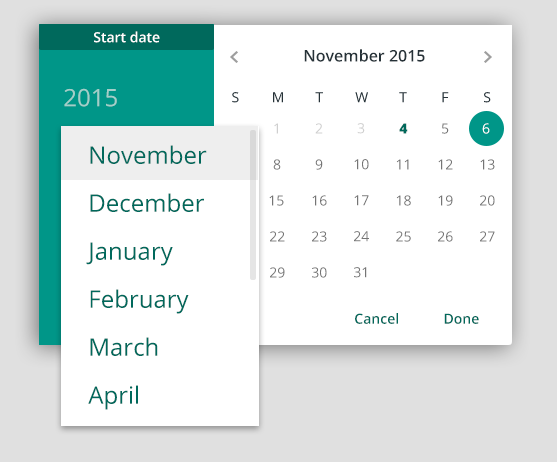 Start date
2015
November
December
January
February
March
April
November 2015
S M T W T F S
1 2 3 4 5 6
8 9 10 11 12 13
15 16 17 18 19 20
22 23 24 25 26 27
29 30 31
Cancel Done